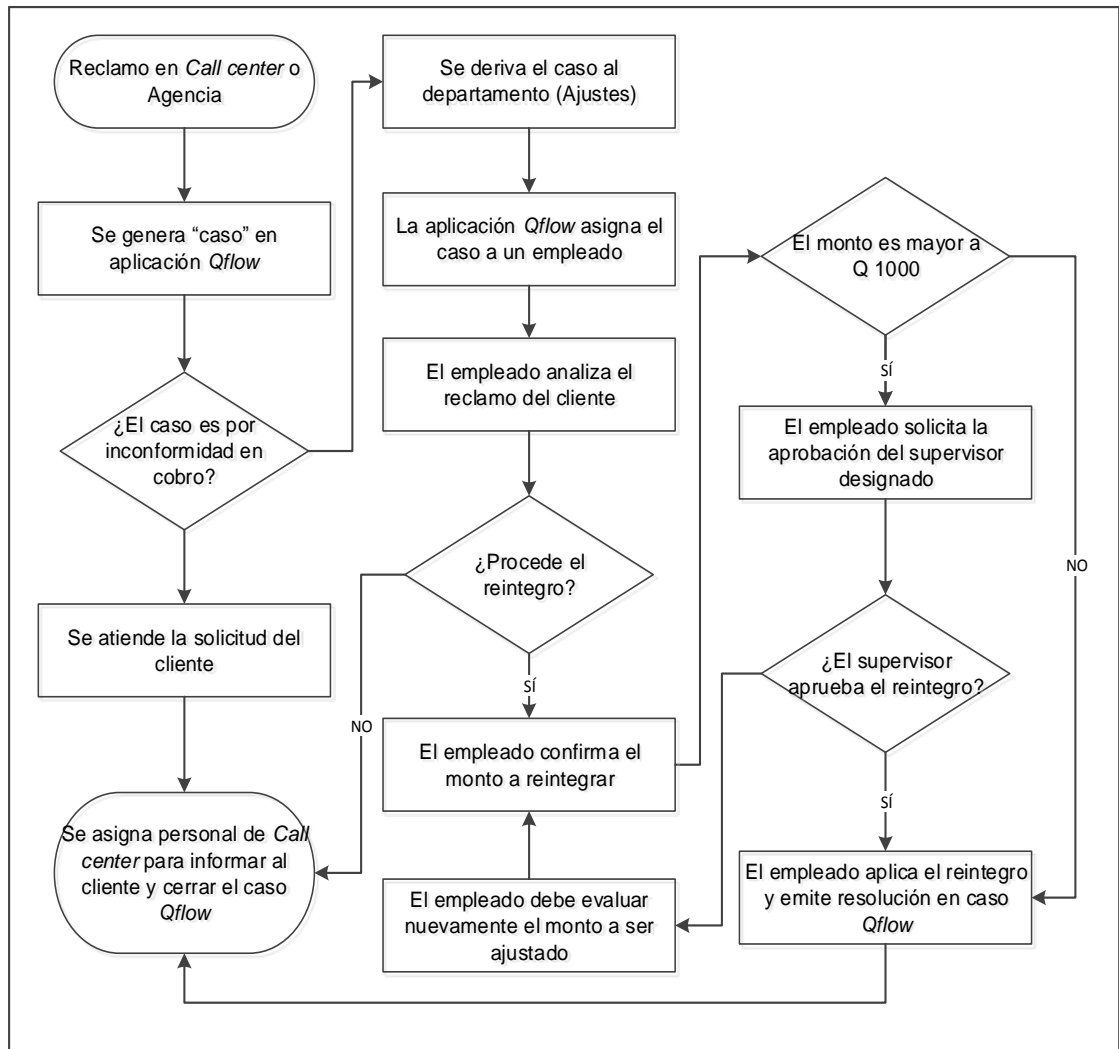 Reclamo en Call center o
Agencia
Se genera “caso” en
aplicación Qflow
¿El caso es por
inconformidad en
cobro?
Se atiende la solicitud del
cliente
Se asigna personal de Call
center para informar al
cliente y cerrar el caso
Qflow
Se deriva el caso al
departamento (Ajustes)
La aplicación Qflow asigna el
caso a un empleado
El empleado analiza el
reclamo del cliente
¿Procede el
reintegro?
SÍ
NO
El empleado confirma el
monto a reintegrar
El empleado debe evaluar
nuevamente el monto a ser
ajustado
El monto es mayor a
Q 1000
SÍ
NO
El empleado solicita la
aprobación del supervisor
designado
¿El supervisor
aprueba el reintegro?
SÍ
El empleado aplica el reintegro
y emite resolución en caso
Qflow